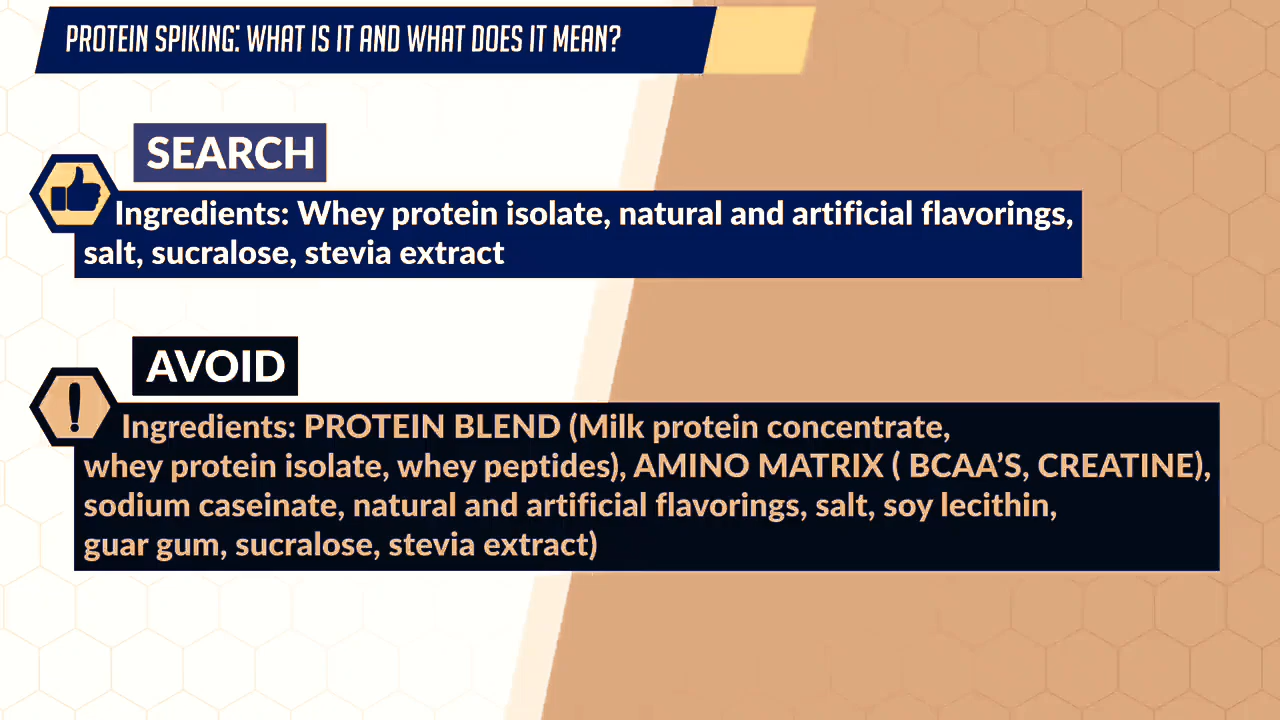 PROTEIN SPIKING: WHAT IS IT AND WHAT DOES IT MEAN?
SEARCH
Ingredients: Whey protein isolate, natural and artificial flavorings,
salt, sucralose, stevia extract
AVOID
Ingredients: PROTEIN BLEND (Milk protein concentrate,
whey protein isolate, whey peptides), AMINO MATRIX ( BCAA’S, CREATINE),
sodium caseinate, natural and artificial flavorings, salt, soy lecithin,
guar gum, sucralose, stevia extract)